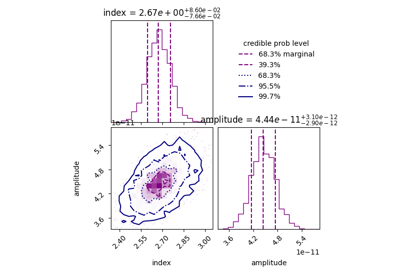 index = 2.67e+00+8.60e−02
−7.66e−02
credible prob level
68.3% marginal
39.3%
68.3%
95.5%
99.7%
1e−11
amplitude = 4.44e−11+3.10e−12
−2.90e−12
5.4
4.8
4.2
3.6
amplitude
2.40
2.55
2.70
2.85
3.00
index
3.6
4.2
4.8
5.4
1e−11
amplitude